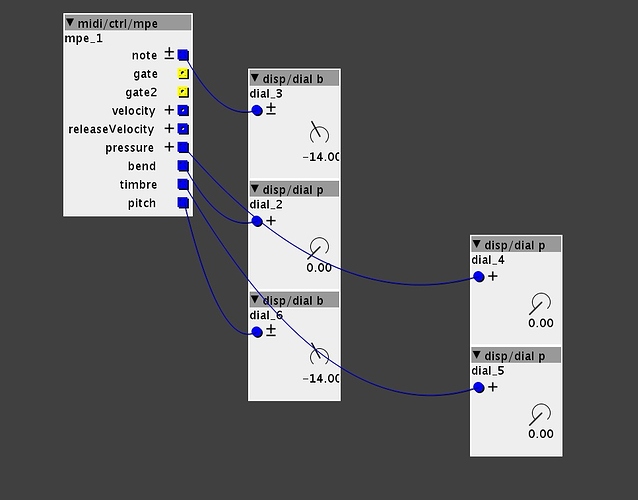 midi/ctrl/mpe
mpe_1
note ±
gate
gate2
velocity +
releaseVelocity +
pressure +
bend
timbre
pitch
disp/dial b
dial_3
±
-14.00
disp/dial p
dial_2
+
0.00
disp/dial b
dial_6
±
-14.00
disp/dial p
dial_4
+
0.00
disp/dial p
dial_5
+
0.00